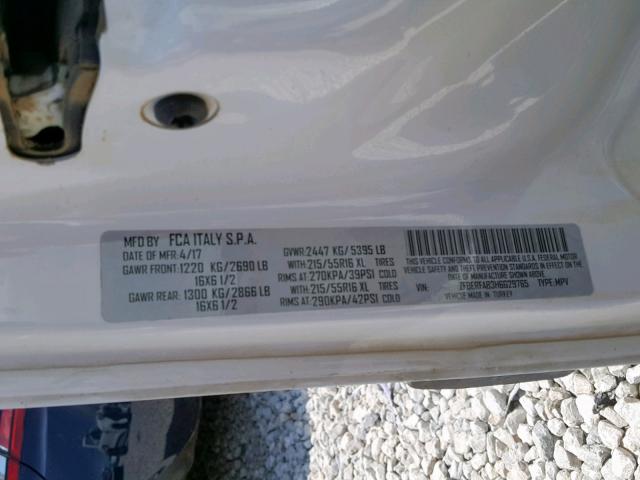 MFD BY FCA ITALY S.P.A.
DATE OF MFR: 4/17
GAWR FRONT: 1220 KG/2690 LB
16X6 1/2
GAWR REAR: 1300 KG/2866 LB
16X6 1/2
GVWR: 2447 KG/5395 LB
WITH: 215/55R16 XL TIRES
RIMS AT: 270KPA/39PSI COLD
WITH: 215/55R16 XL TIRES
RIMS AT: 290KPA/42PSI COLD
THIS VEHICLE CONFORMS TO ALL APPLICABLE U.S.A. FEDERAL MOTOR
VEHICLE SAFETY, BUMPER AND THEFT PREVENTION STANDARDS IN EFFECT
ON THE DATE OF MANUFACTURE SHOWN ABOVE.
VIN: ZFBERFAB3H6G29765 TYPE: MPV
VEHICLE MADE IN: TURKEY